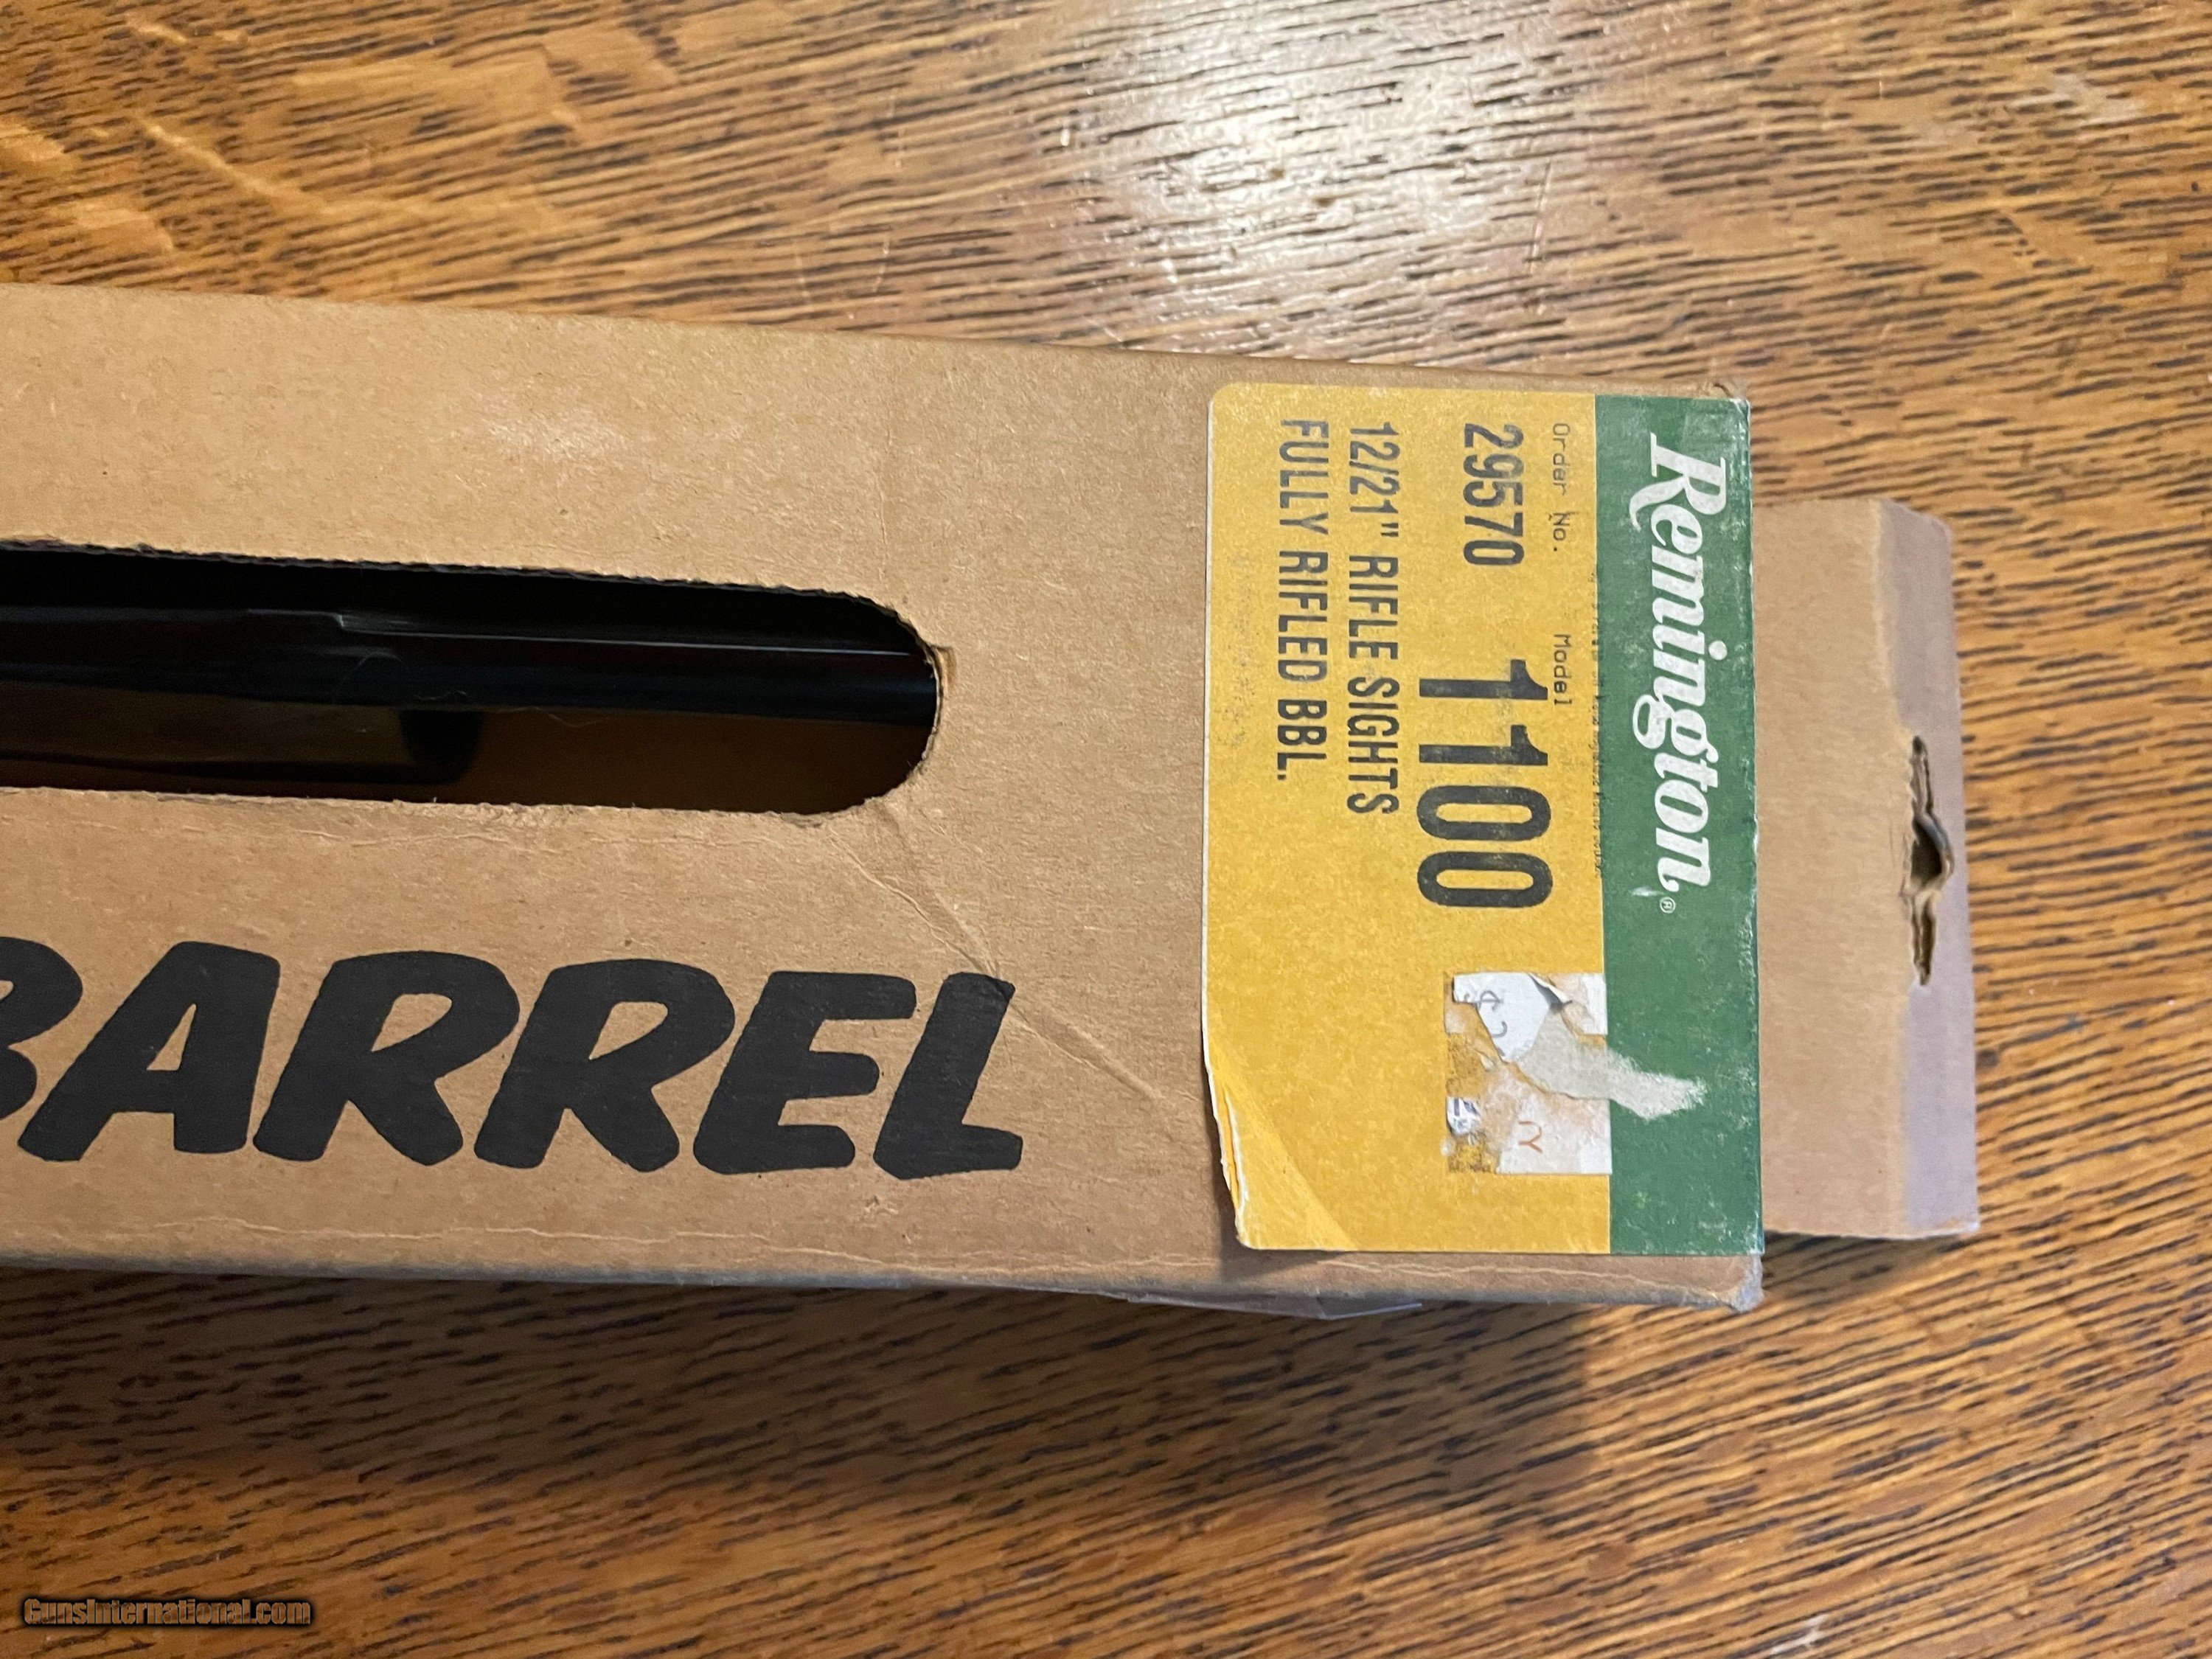 Remington®
Order No. Model
29570 1100
12/21" RIFLE SIGHTS
FULLY RIFLED BBL.
BARREL
GunsInternational.com